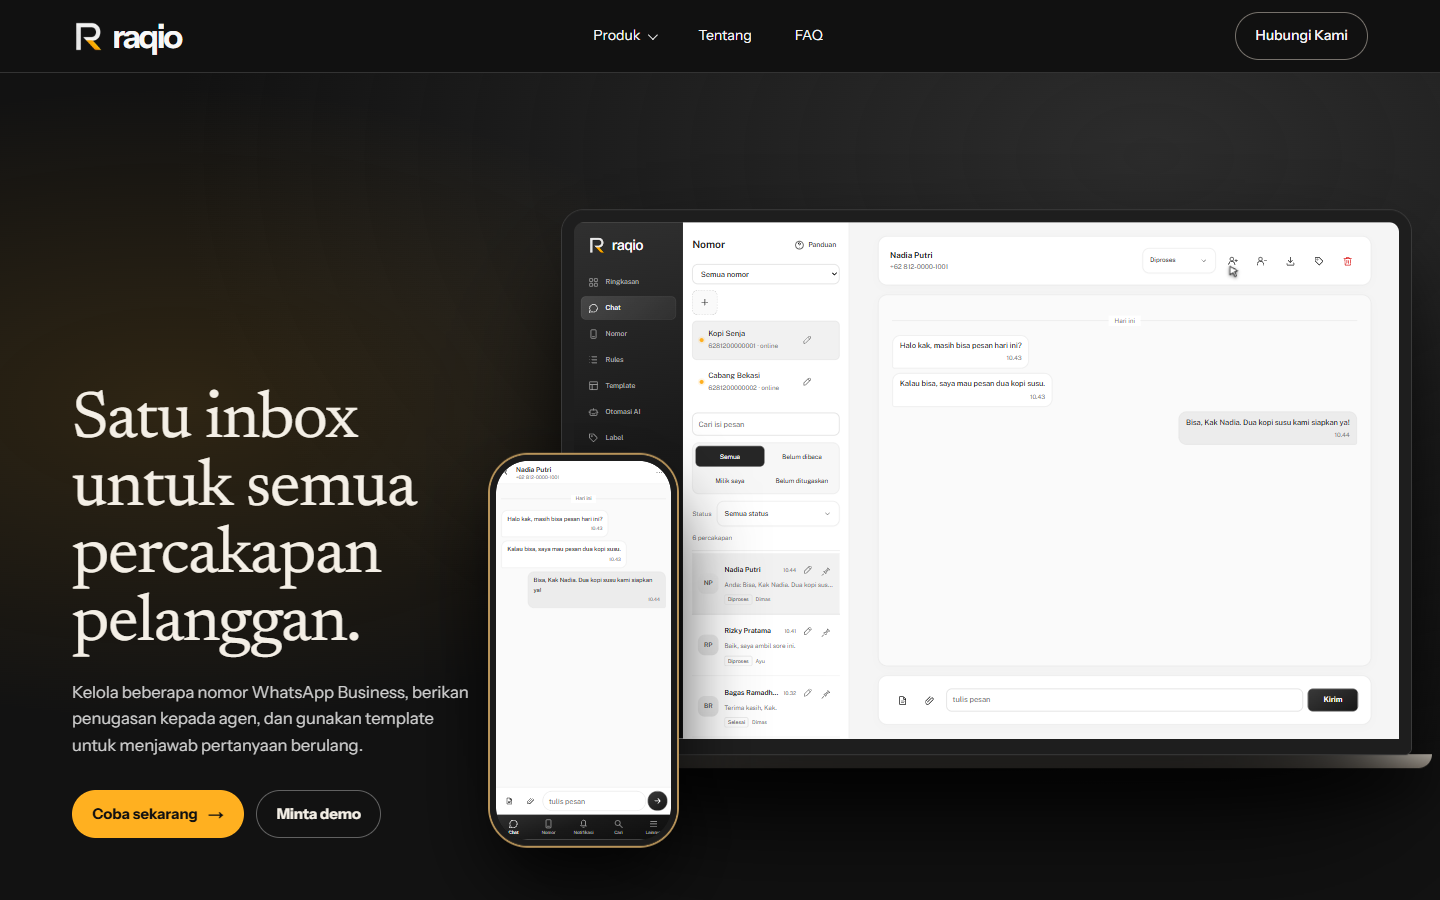 raqio
Produk
Tentang
FAQ
Hubungi Kami
Satu inbox
untuk semua
percakapan
pelanggan.
Kelola beberapa nomor WhatsApp Business, berikan
penugasan kepada agen, dan gunakan template
untuk menjawab pertanyaan berulang.
Coba sekarang →
Minta demo
raqio
Ringkasan
Chat
Nomor
Rules
Template
Otomasi AI
Label
Nomor
Panduan
Semua nomor
+
Kopi Senja
6281200000001 · online
Cabang Bekasi
6281200000002 · online
Cari isi pesan
Semua
Belum dibaca
Milik saya
Belum ditugaskan
Status
Semua status
6 percakapan
NP
Nadia Putri
10.44
Anda: Bisa, Kak Nadia. Dua kopi sus...
Diproses
Dimas
RP
Rizky Pratama
10.41
Baik, saya ambil sore ini.
Diproses
Ayu
BR
Bagas Ramadh...
10.32
Terima kasih, Kak.
Selesai
Dimas
Nadia Putri
+62 812-0000-1001
Diproses
Hari ini
Halo kak, masih bisa pesan hari ini?
10.43
Kalau bisa, saya mau pesan dua kopi susu.
10.43
Bisa, Kak Nadia. Dua kopi susu kami siapkan ya!
10.44
tulis pesan
Kirim
Nadia Putri
+62 812-0000-1001
Hari ini
Halo kak, masih bisa pesan hari ini?
10.43
Kalau bisa, saya mau pesan dua kopi susu.
10.43
Bisa, Kak Nadia. Dua kopi susu kami siapkan
ya!
10.44
tulis pesan
Chat
Nomor
Notifikasi
Cari